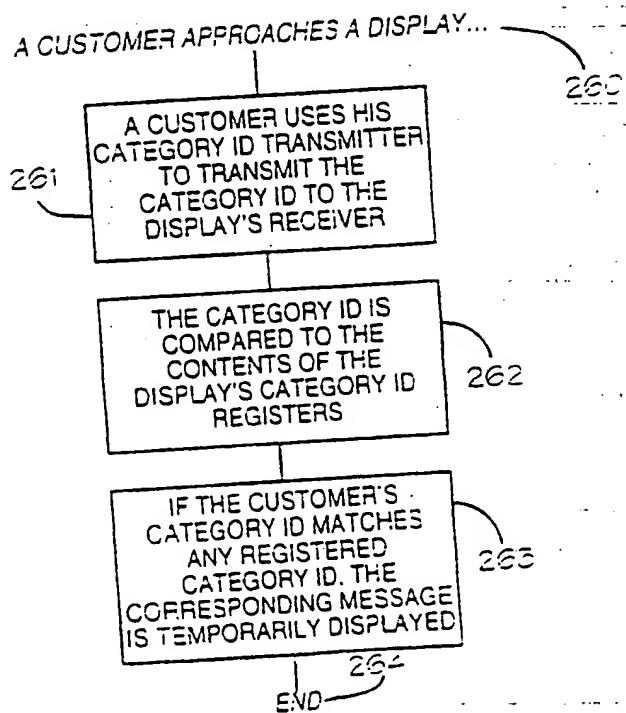 A CUSTOMER APPROACHES A DISPLAY...
260
A CUSTOMER USES HIS
CATEGORY ID TRANSMITTER
TO TRANSMIT THE
CATEGORY ID TO THE
DISPLAY'S RECEIVER
261
THE CATEGORY ID IS
COMPARED TO THE
CONTENTS OF THE
DISPLAY'S CATEGORY ID
REGISTERS
262
IF THE CUSTOMER'S
CATEGORY ID MATCHES
ANY REGISTERED
CATEGORY ID. THE
CORRESPONDING MESSAGE
IS TEMPORARILY DISPLAYED
263
264
END